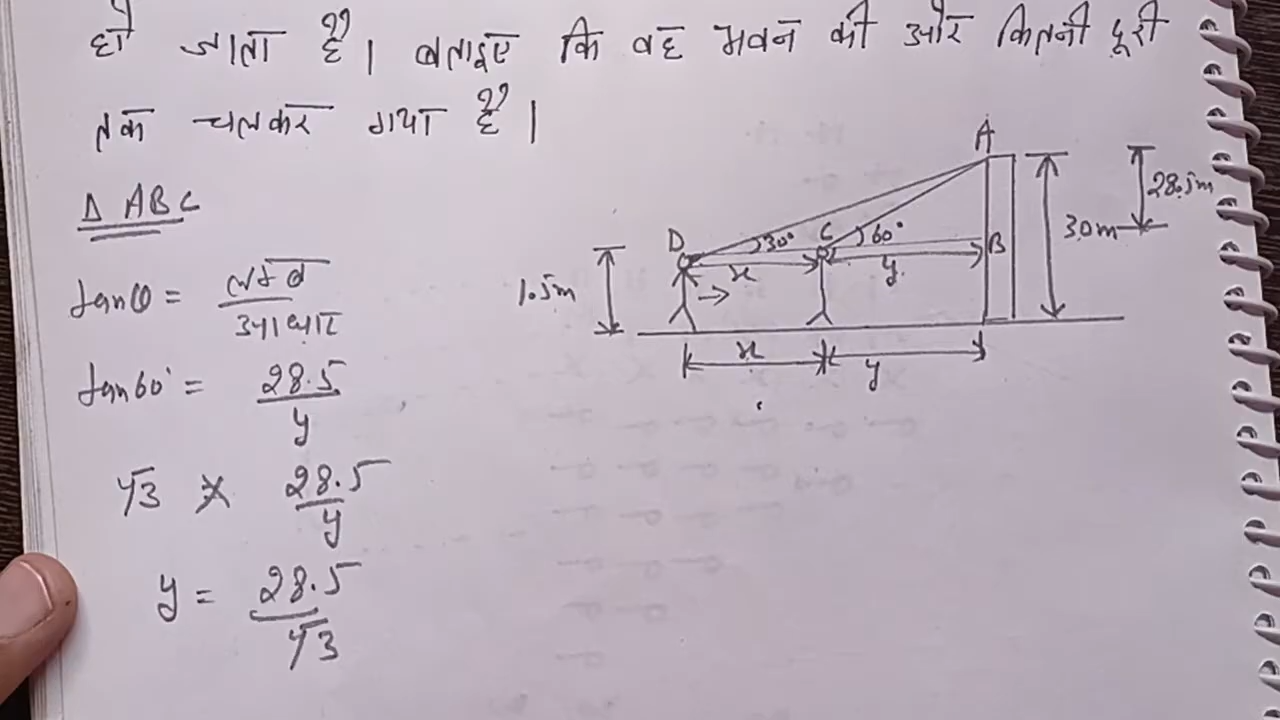 हो जाता है। बताइए कि वह भवन की ओर कितनी दूरी
तक चलकर गया है।
Δ ABC
tanθ = लम्ब / आधार
tan60° = 28.5 / y
√3 = 28.5 / y
y = 28.5 / √3
A
28.5m
30m
D 30° C 60° B
x y
1.5m
x y